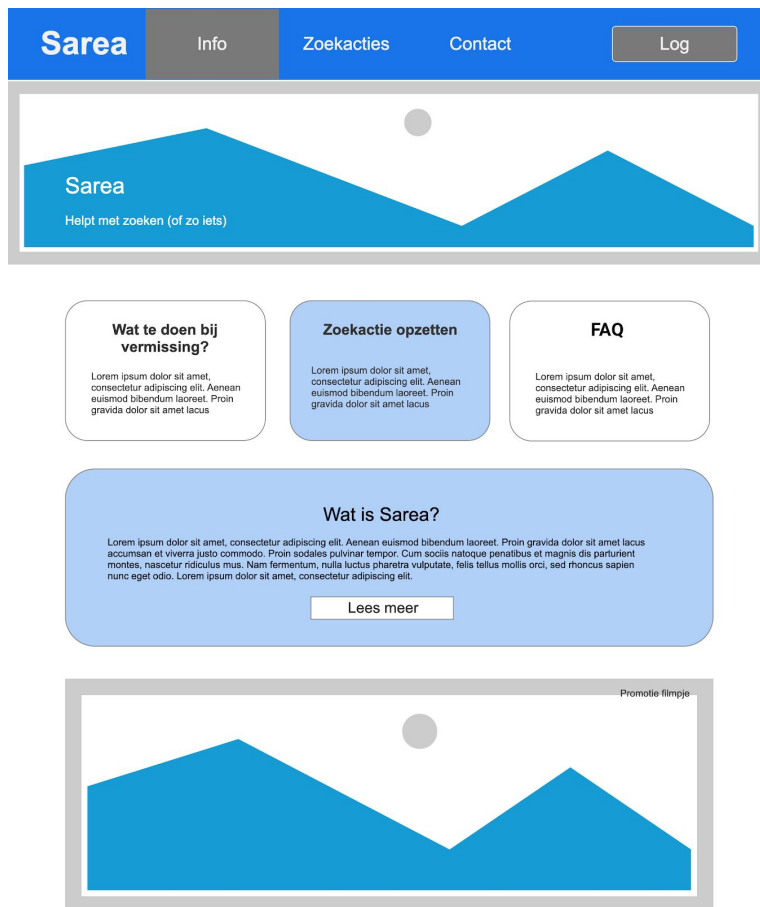 Sarea
Info
Zoekacties
Contact
Log
Sarea
Helpt met zoeken (of zo iets)
Wat te doen bij
vermissing?
Lorem ipsum dolor sit amet,
consectetur adipiscing elit. Aenean
euismod bibendum laoreet. Proin
gravida dolor sit amet lacus
Zoekactie opzetten
Lorem ipsum dolor sit amet,
consectetur adipiscing elit. Aenean
euismod bibendum laoreet. Proin
gravida dolor sit amet lacus
FAQ
Lorem ipsum dolor sit amet,
consectetur adipiscing elit. Aenean
euismod bibendum laoreet. Proin
gravida dolor sit amet lacus
Wat is Sarea?
Lorem ipsum dolor sit amet, consectetur adipiscing elit. Aenean euismod bibendum laoreet. Proin gravida dolor sit amet lacus
accumsan et viverra justo commodo. Proin sodales pulvinar tempor. Cum sociis natoque penatibus et magnis dis parturient
montes, nascetur ridiculus mus. Nam fermentum, nulla luctus pharetra vulputate, felis tellus mollis orci, sed rhoncus sapien
nunc eget odio. Lorem ipsum dolor sit amet, consectetur adipiscing elit.
Lees meer
Promotie filmpje